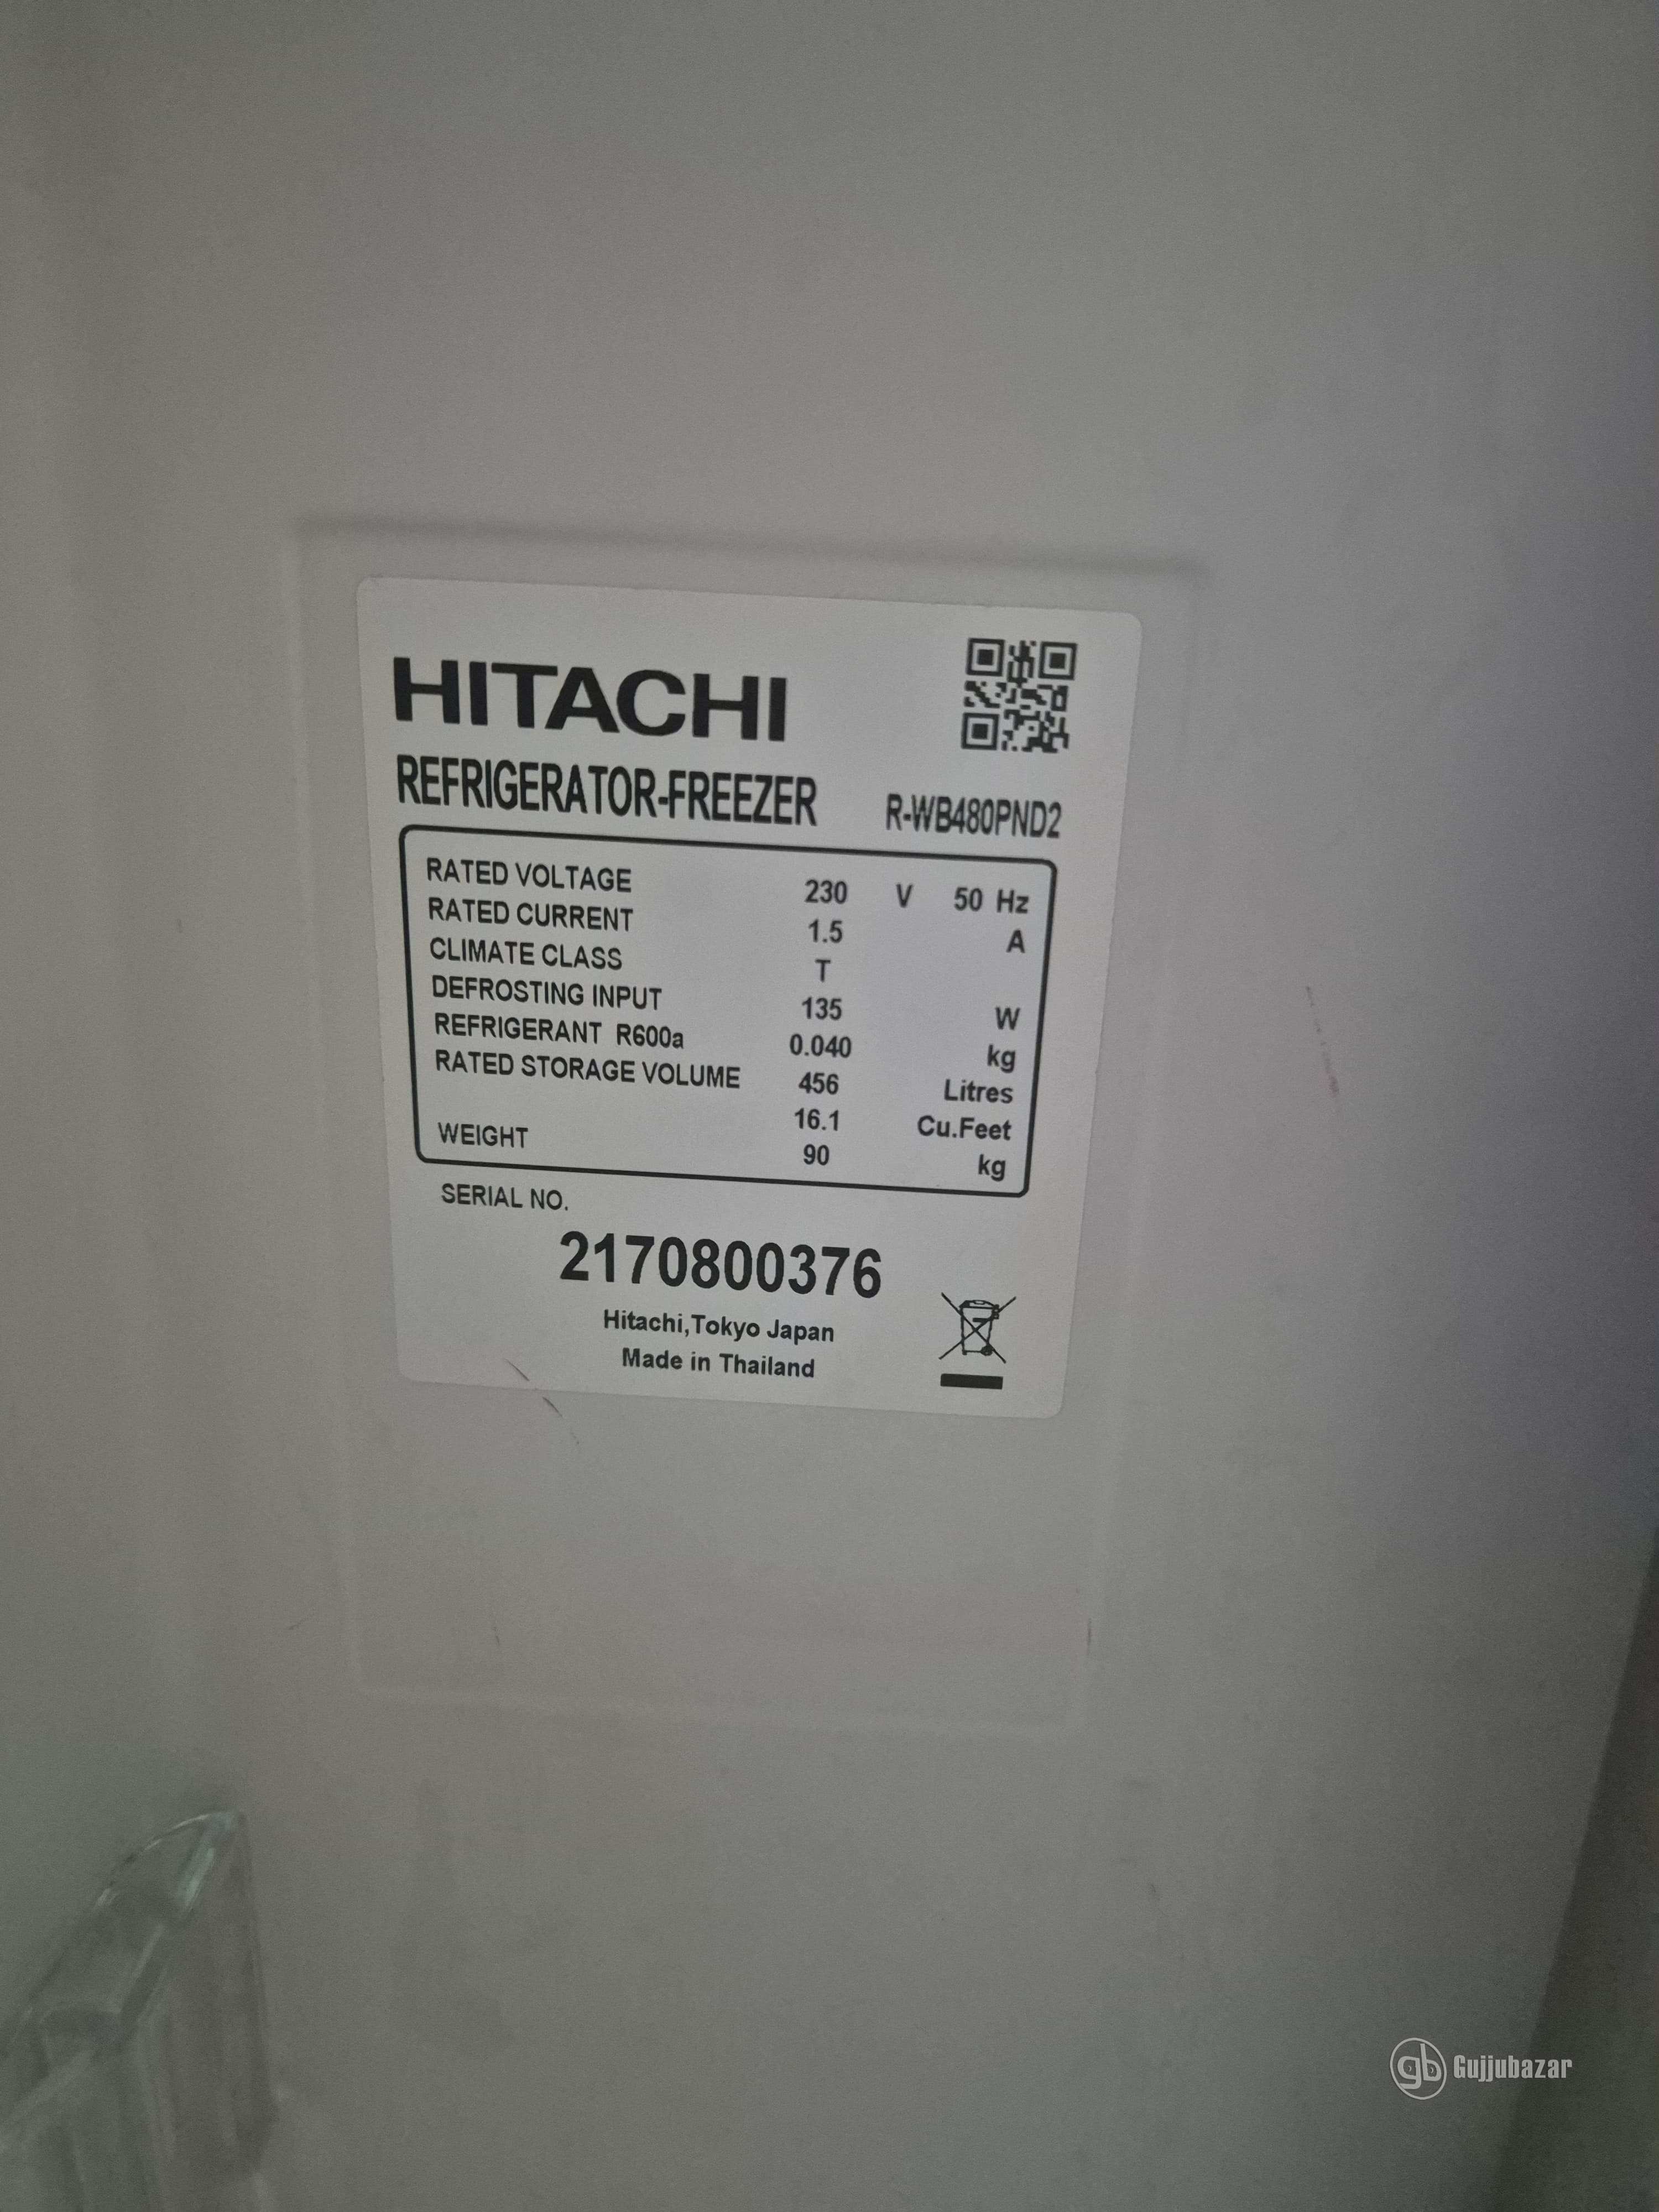 HITACHI
REFRIGERATOR-FREEZER R-WB480PND2
RATED VOLTAGE 230 V 50 Hz
RATED CURRENT 1.5 A
CLIMATE CLASS T
DEFROSTING INPUT 135 W
REFRIGERANT R600a 0.040 kg
RATED STORAGE VOLUME 456 Litres
16.1 Cu.Feet
WEIGHT 90 kg
SERIAL NO.
2170800376
Hitachi,Tokyo Japan
Made in Thailand
gb Gujjubazar